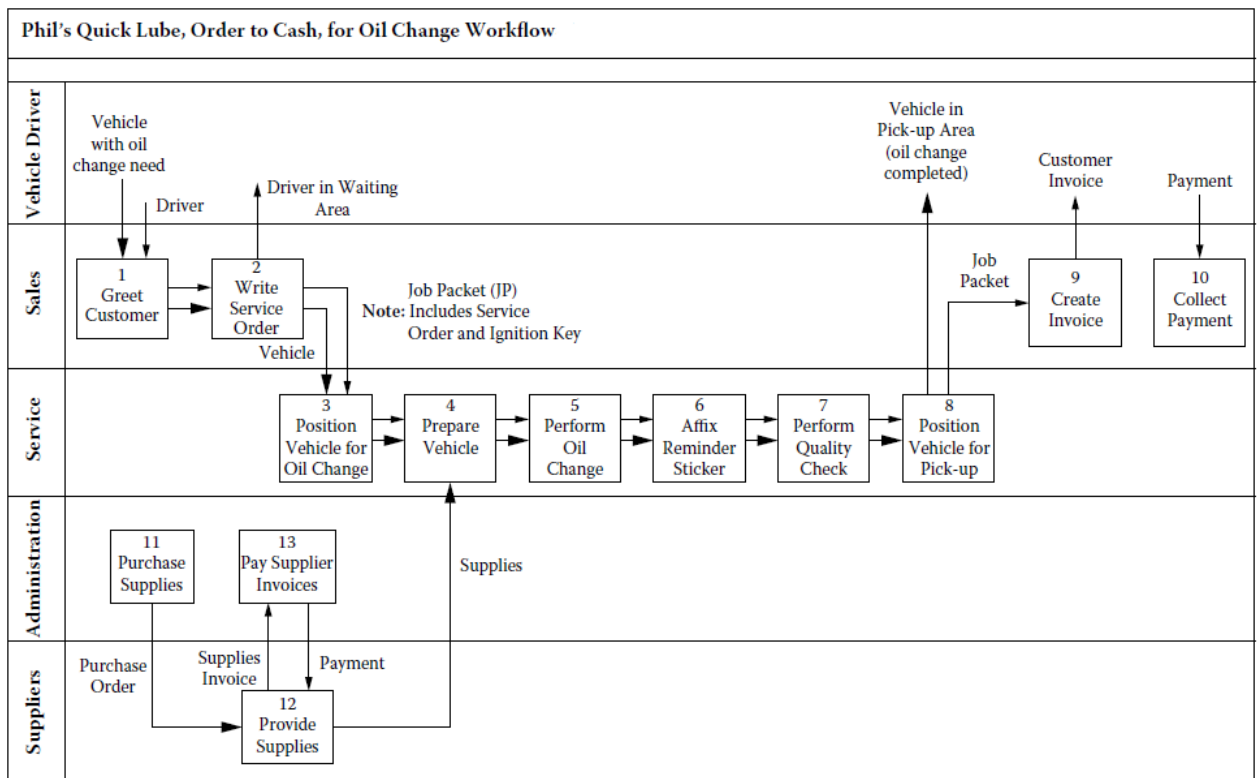 Phil's Quick Lube, Order to Cash, for Oil Change Workflow
Vehicle Driver
Vehicle
with oil
change need
Driver
Driver in Waiting
Area
Vehicle in
Pick-up Area
(oil change
completed)
Customer
Invoice
Payment
Sales
1
Greet
Customer
2
Write
Service
Order
Vehicle
Job Packet (JP)
Note: Includes Service
Order and Ignition Key
Job
Packet
9
Create
Invoice
10
Collect
Payment
Service
3
Position
Vehicle for
Oil Change
4
Prepare
Vehicle
5
Perform
Oil
Change
6
Affix
Reminder
Sticker
7
Perform
Quality
Check
8
Position
Vehicle for
Pick-up
Administration
11
Purchase
Supplies
13
Pay Supplier
Invoices
Supplies
Suppliers
Purchase
Order
Supplies
Invoice
Payment
12
Provide
Supplies